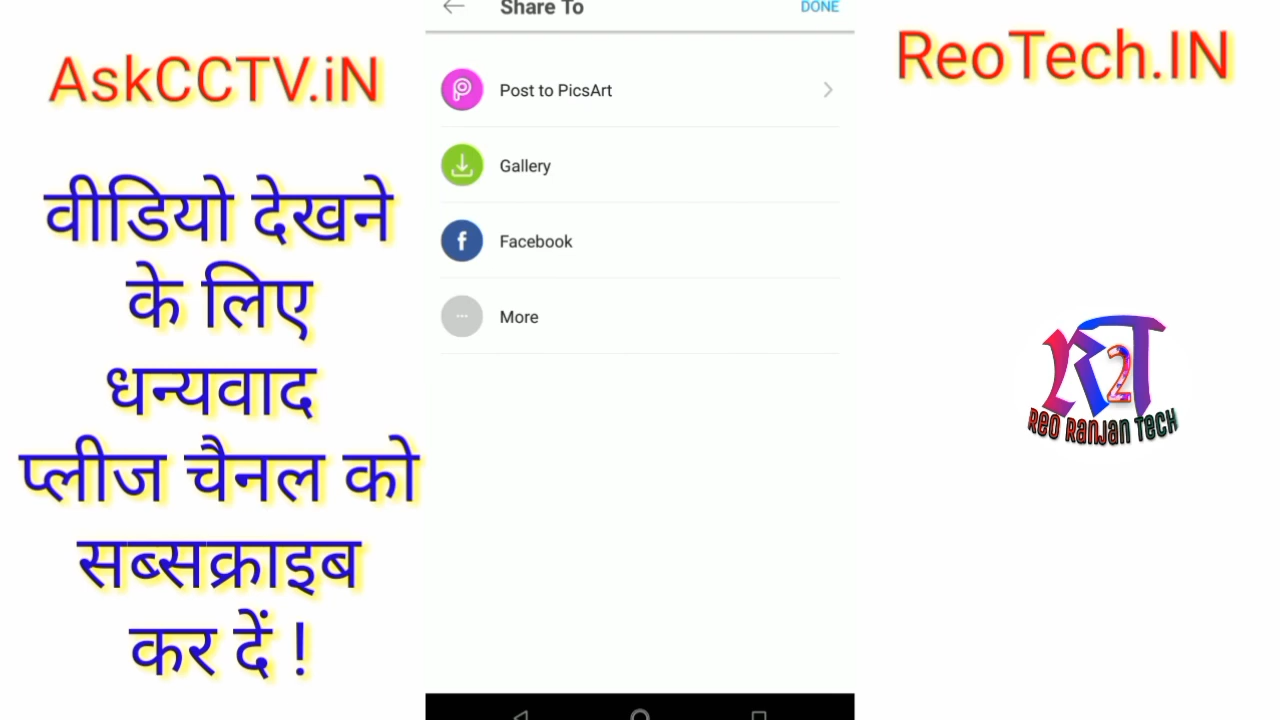 AskCCTV.iN
वीडियो देखने
के लिए
धन्यवाद
प्लीज चैनल को
सब्सक्राइब
कर दें !
Share To
DONE
Post to PicsArt
Gallery
Facebook
More
ReoTech.IN
R2T
REO RANJAN TECH